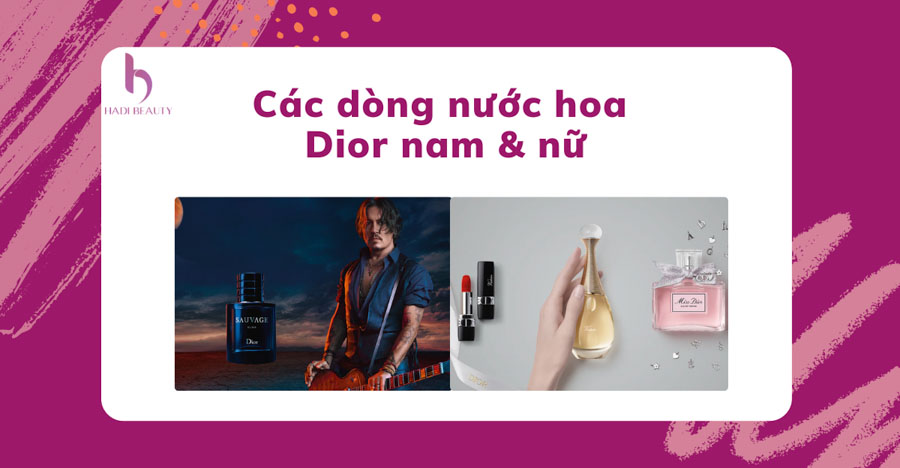 HADI BEAUTY
Các dòng nước hoa
Dior nam & nữ
SAUVAGE
Dior
Miss Dior